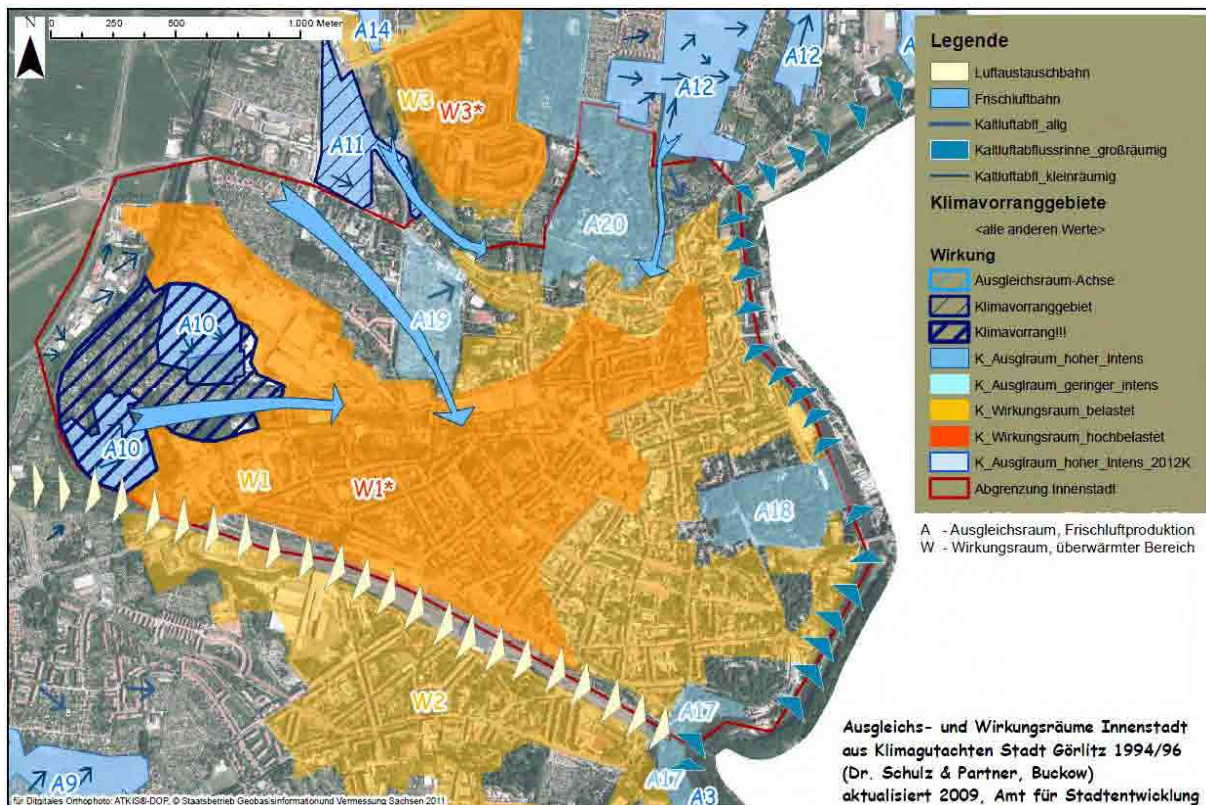 N
0 250 500 1.000 Meter
A14
A12
A12
W3
W3*
A11
A20
A19
A10
A10
W1
W1*
A18
W2
A17
A17
A9
A3
Legende
Luftaustauschbahn
Frischluftbahn
Kaltluftabfl_allg
Kaltluftabflussrinne_großräumig
Kaltluftabfl_kleinräumig
Klimavorranggebiete
<alle anderen Werte>
Wirkung
Ausgleichsraum-Achse
Klimavorranggebiet
Klimavorrang!!!
K_Ausglraum_hoher_Intens
K_Ausglraum_geringer_intens
K_Wirkungsraum_belastet
K_Wirkungsraum_hochbelastet
K_Ausglraum_hoher_Intens_2012K
Abgrenzung Innenstadt
A - Ausgleichsraum, Frischluftproduktion
W - Wirkungsraum, überwärmter Bereich
Ausgleichs- und Wirkungsräume Innenstadt
aus Klimagutachten Stadt Görlitz 1994/96
(Dr. Schulz & Partner, Buckow)
aktualisiert 2009, Amt für Stadtentwicklung
für Digitales Orthophoto: ATKIS®-DOP, © Staatsbetrieb Geobasisinformation und Vermessung Sachsen 2011